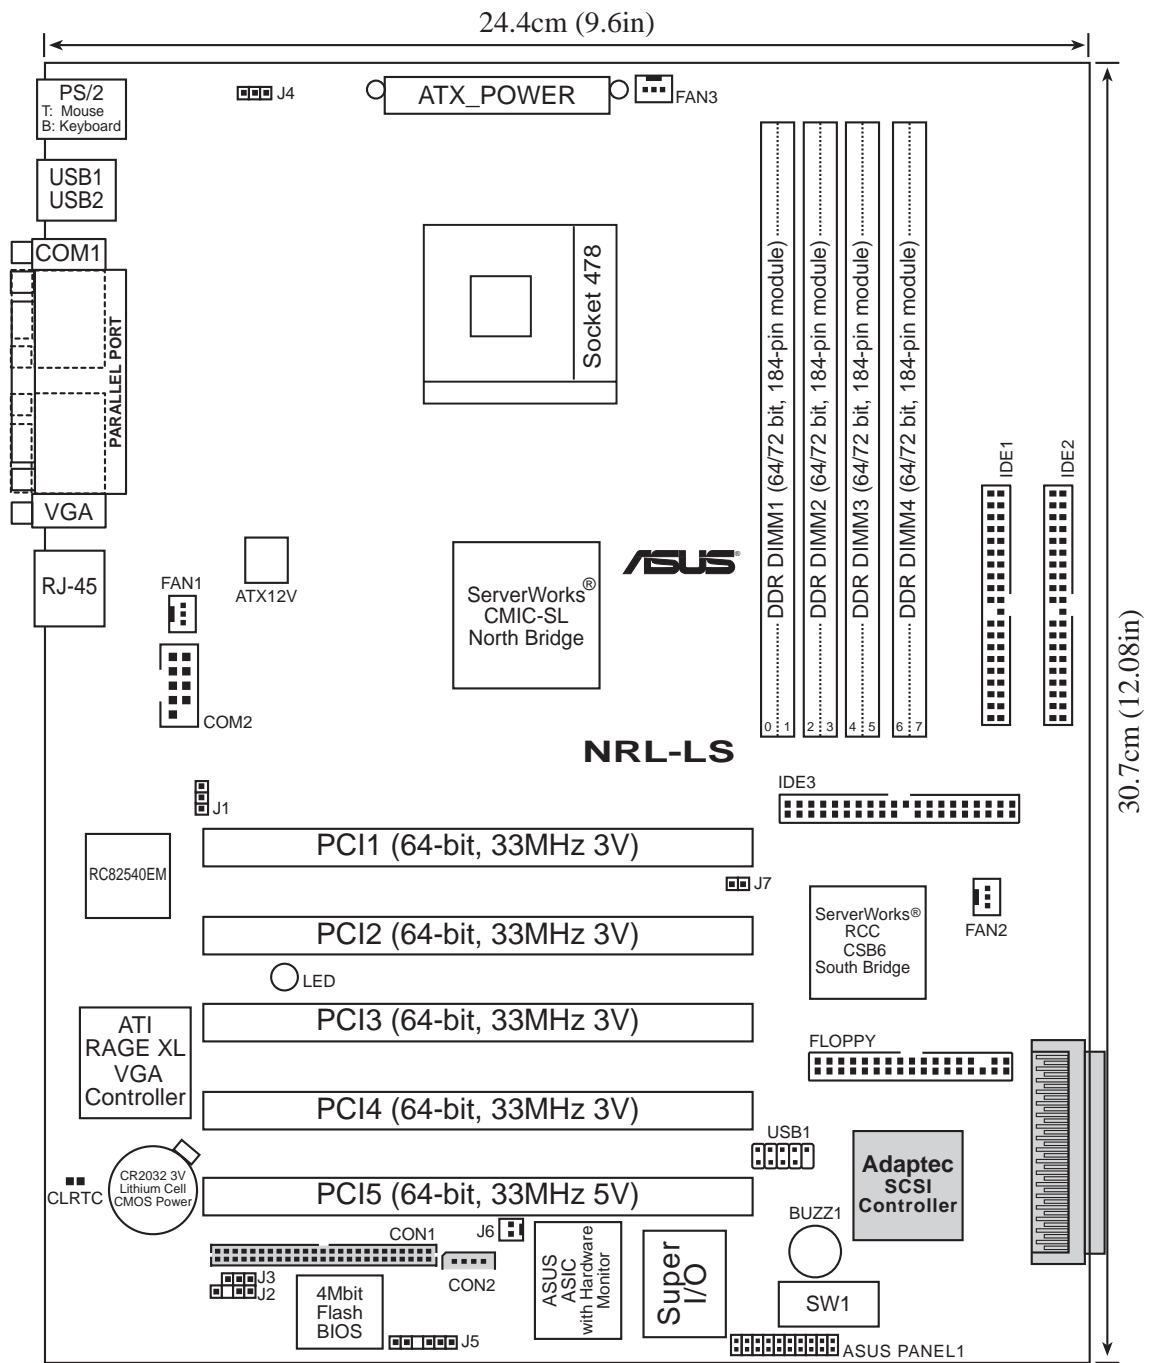 24.4cm (9.6in)
PS/2
T: Mouse
B: Keyboard
J4
ATX_POWER
FAN3
USB1
USB2
COM1
PARALLEL PORT
VGA
RJ-45
Socket 478
DDR DIMM1 (64/72 bit, 184-pin module)
DDR DIMM2 (64/72 bit, 184-pin module)
DDR DIMM3 (64/72 bit, 184-pin module)
DDR DIMM4 (64/72 bit, 184-pin module)
0 1
2 3
4 5
6 7
IDE1
IDE2
30.7cm (12.08in)
FAN1
ATX12V
ServerWorks®
CMIC-SL
North Bridge
ASUS®
COM2
NRL-LS
IDE3
J1
PCI1 (64-bit, 33MHz 3V)
RC82540EM
J7
ServerWorks®
RCC
CSB6
South Bridge
FAN2
PCI2 (64-bit, 33MHz 3V)
LED
PCI3 (64-bit, 33MHz 3V)
ATI
RAGE XL
VGA
Controller
FLOPPY
PCI4 (64-bit, 33MHz 3V)
USB1
Adaptec
SCSI
Controller
CLRTC
CR2032 3V
Lithium Cell
CMOS Power
PCI5 (64-bit, 33MHz 5V)
BUZZ1
J6
CON1
CON2
J3
J2
4Mbit
Flash
BIOS
J5
ASUS
ASIC
with Hardware
Monitor
Super
I/O
SW1
ASUS PANEL1